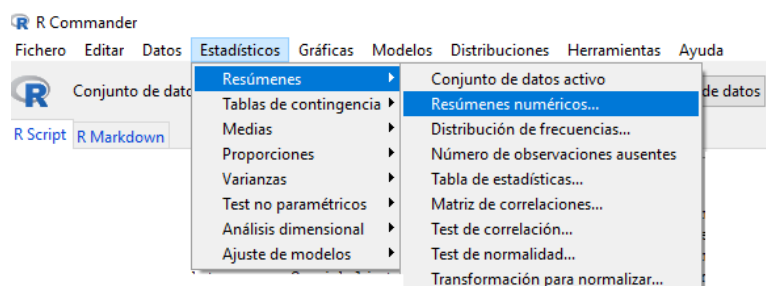 R Commander
Fichero Editar Datos Estadísticos Gráficas Modelos Distribuciones Herramientas Ayuda
R Conjunto de datos
R Script R Markdown
Resúmenes
Tablas de contingencia
Medias
Proporciones
Varianzas
Test no paramétricos
Análisis dimensional
Ajuste de modelos
Conjunto de datos activo
Resúmenes numéricos...
Distribución de frecuencias...
Número de observaciones ausentes
Tabla de estadísticas...
Matriz de correlaciones...
Test de correlación...
Test de normalidad...
Transformación para normalizar...
de datos